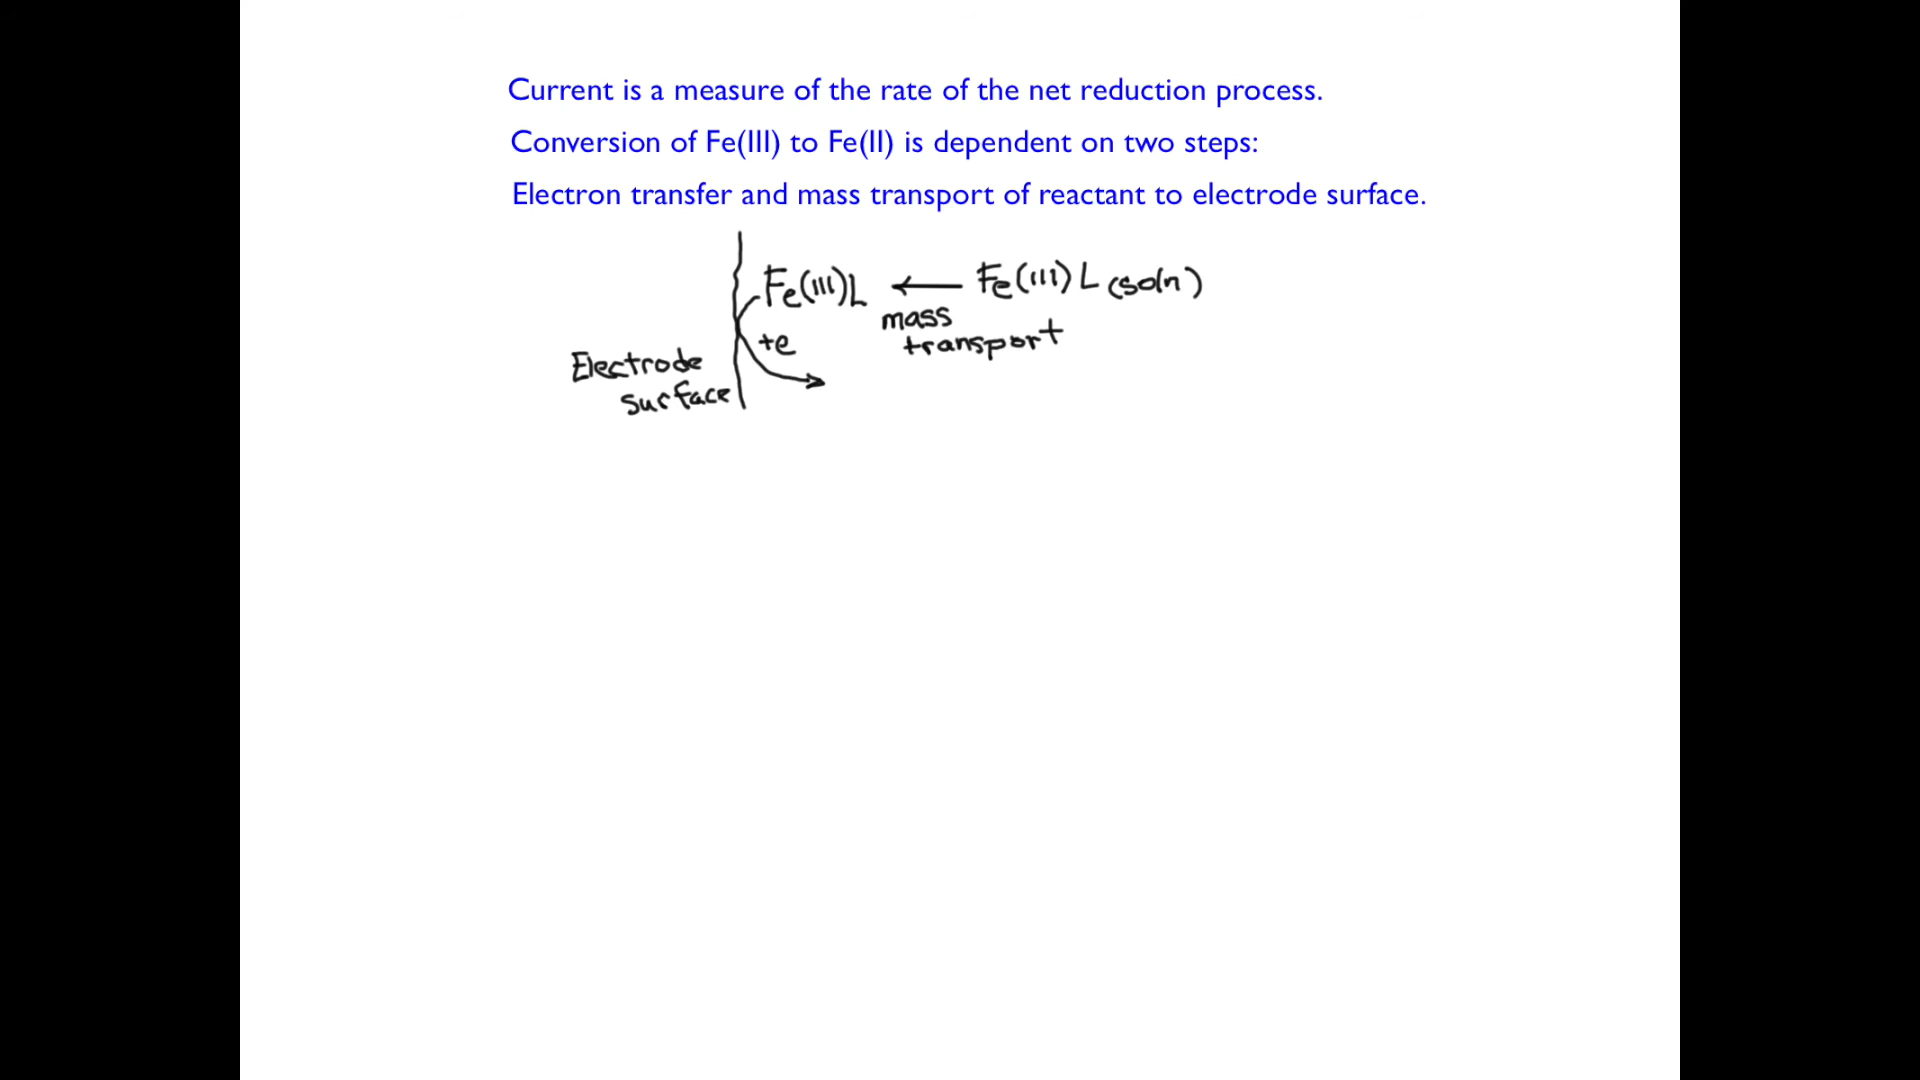 Current is a measure of the rate of the net reduction process.
Conversion of Fe(III) to Fe(II) is dependent on two steps:
Electron transfer and mass transport of reactant to electrode surface.
Fe(III)L ← Fe(III)L (soln)
mass
transport
+e
Electrode
surface